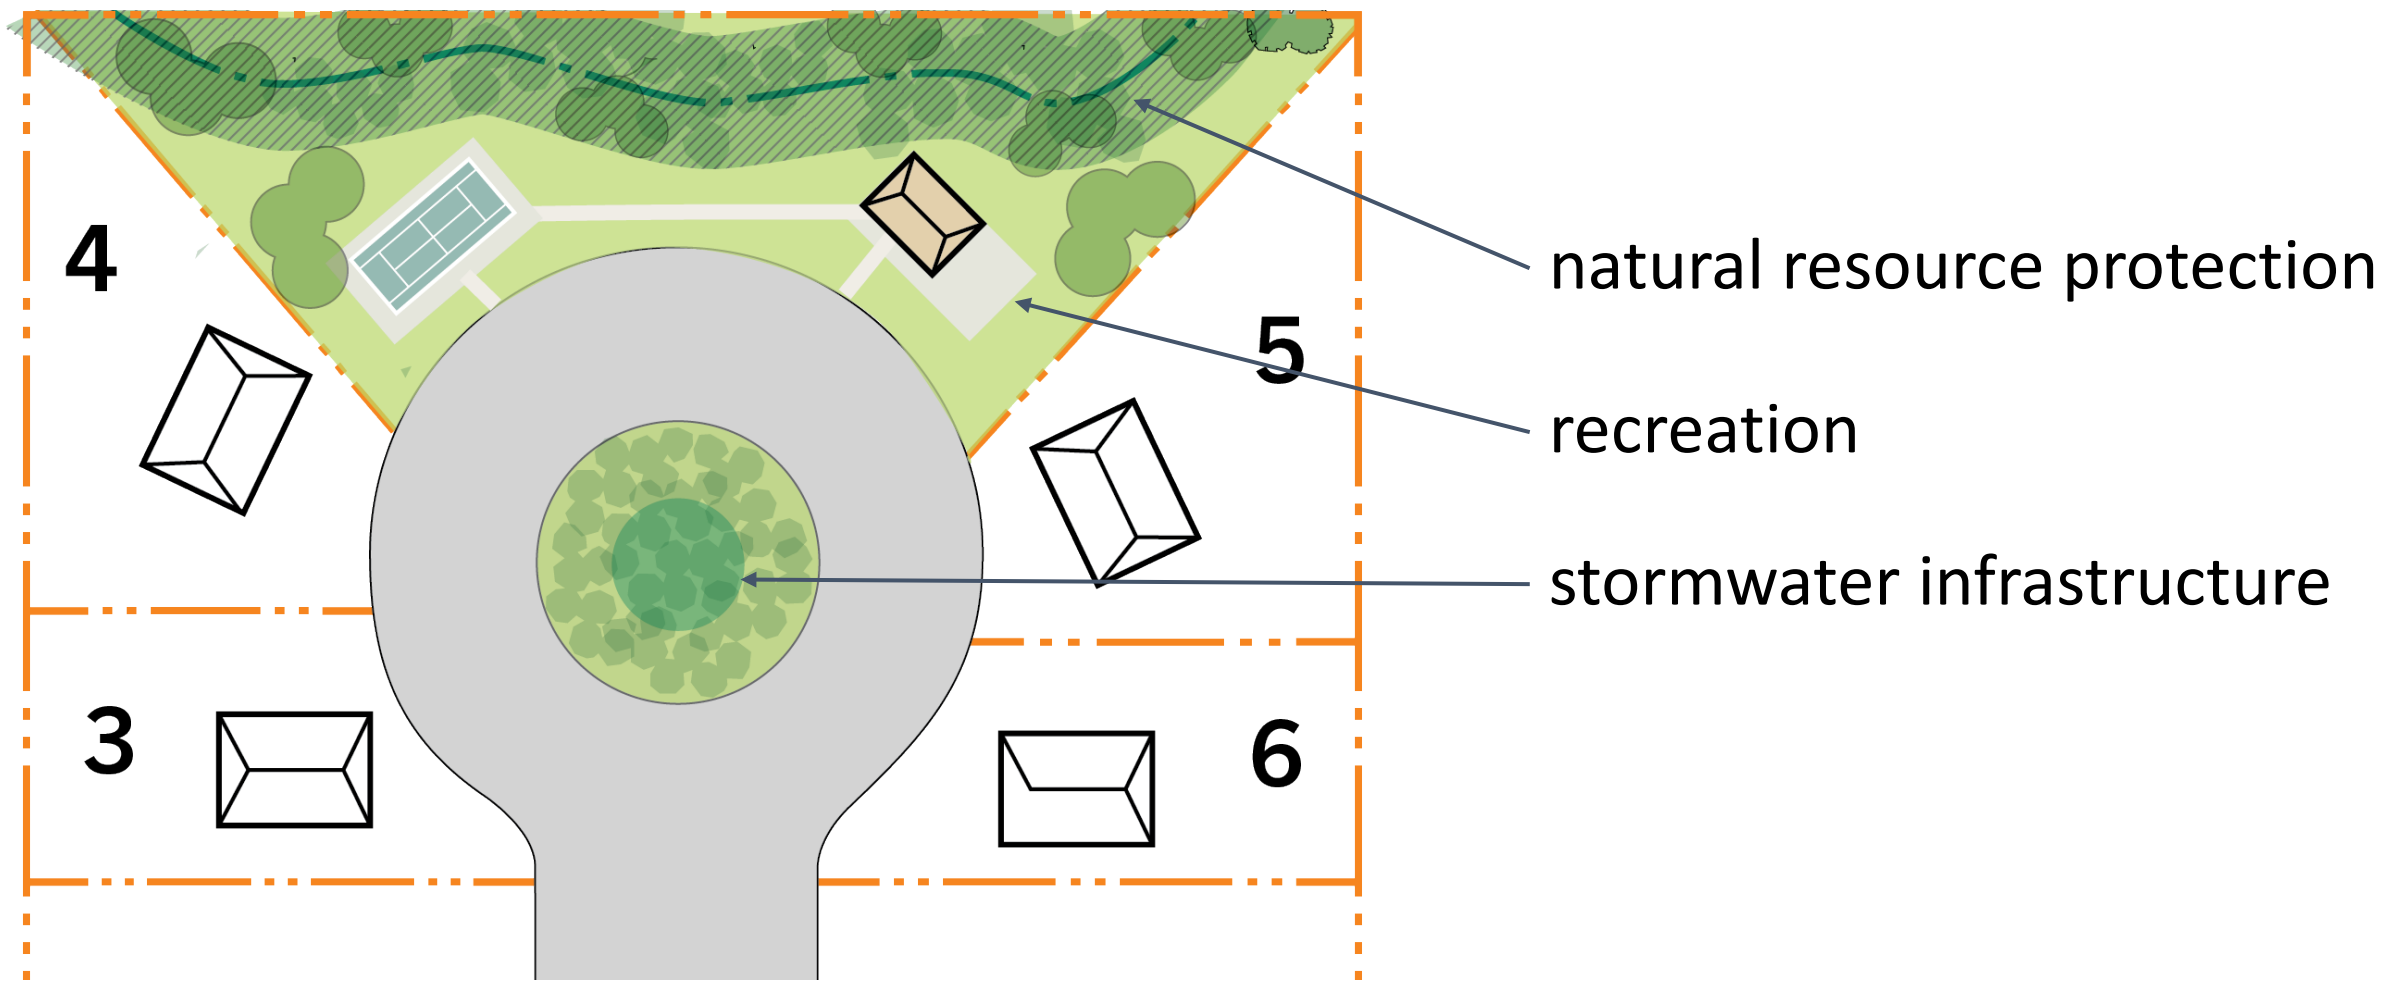 4
natural resource protection
5
recreation
stormwater infrastructure
3
6